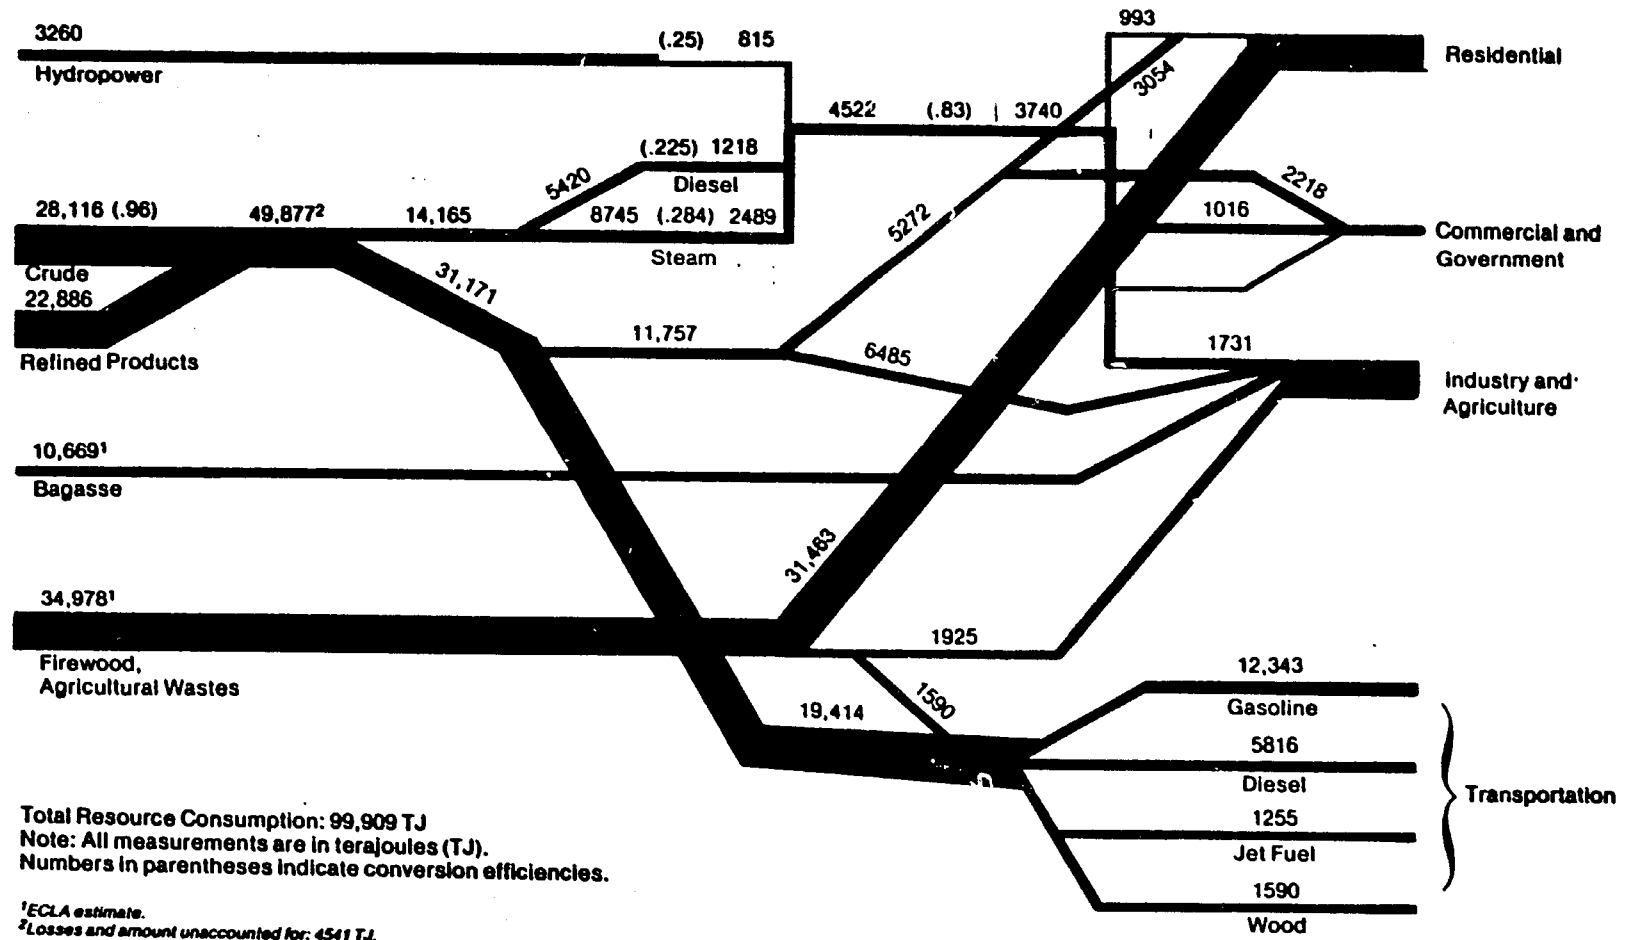 993
3260
(.25) 815
Hydropower
Residential
3054
4522 (.83) 3740
(.225) 1218
5420
Diesel
2218
28,116 (.96) 49,877² 14,165
8745 (.284) 2489
1016
5272
Steam
Commercial and
Government
Crude
31,171
22,886
11,757
6485
1731
Refined Products
Industry and
Agriculture
10,669¹
Bagasse
31,463
34,978¹
1925
Firewood,
Agricultural Wastes
12,343
Gasoline
1590
19,414
5816
Diesel
Transportation
1255
Jet Fuel
1590
Wood
Total Resource Consumption: 99,909 TJ
Note: All measurements are in terajoules (TJ).
Numbers in parentheses indicate conversion efficiencies.
¹ECLA estimate.
²Losses and amount unaccounted for: 4541 TJ.